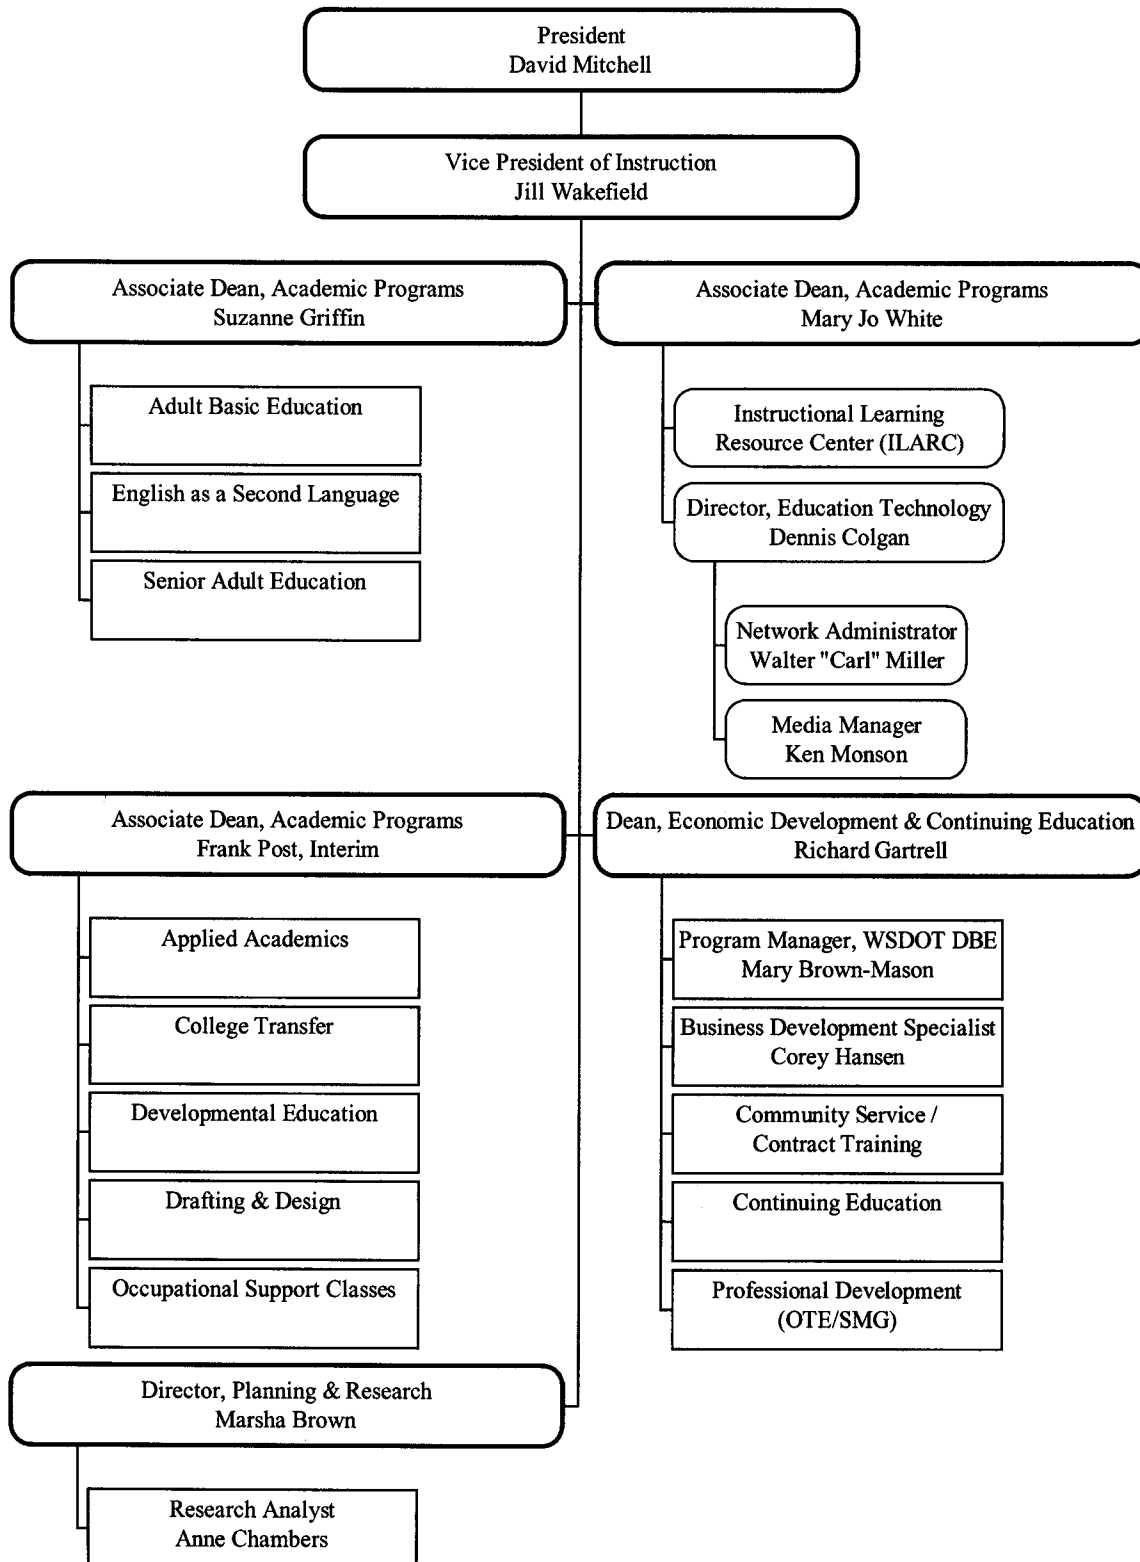 President
David Mitchell
Vice President of Instruction
Jill Wakefield
Associate Dean, Academic Programs
Suzanne Griffin
Adult Basic Education
English as a Second Language
Senior Adult Education
Associate Dean, Academic Programs
Mary Jo White
Instructional Learning
Resource Center (ILARC)
Director, Education Technology
Dennis Colgan
Network Administrator
Walter "Carl" Miller
Media Manager
Ken Monson
Associate Dean, Academic Programs
Frank Post, Interim
Applied Academics
College Transfer
Developmental Education
Drafting & Design
Occupational Support Classes
Dean, Economic Development & Continuing Education
Richard Gartrell
Program Manager, WSDOT DBE
Mary Brown-Mason
Business Development Specialist
Corey Hansen
Community Service /
Contract Training
Continuing Education
Professional Development
(OTE/SMG)
Director, Planning & Research
Marsha Brown
Research Analyst
Anne Chambers